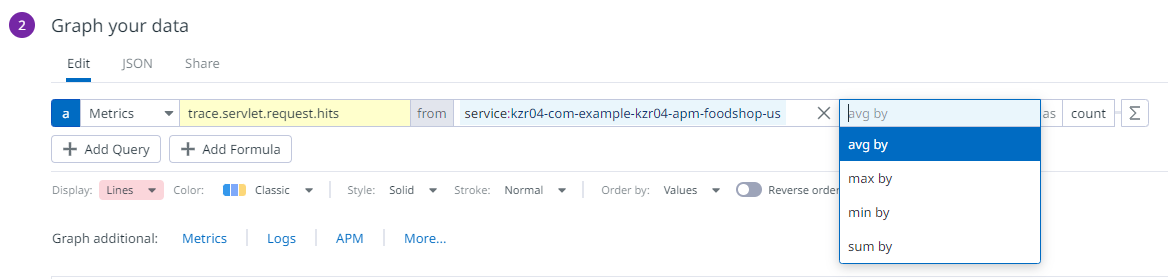 2 Graph your data
Edit JSON Share
a Metrics trace.servlet.request.hits from service:kzr04-com-example-kzr04-apm-foodshop-us avg by as count Σ
Add Query Add Formula
avg by
max by
min by
sum by
Display: Lines Color: Classic Style: Solid Stroke: Normal Order by: Values Reverse order
Graph additional: Metrics Logs APM More...